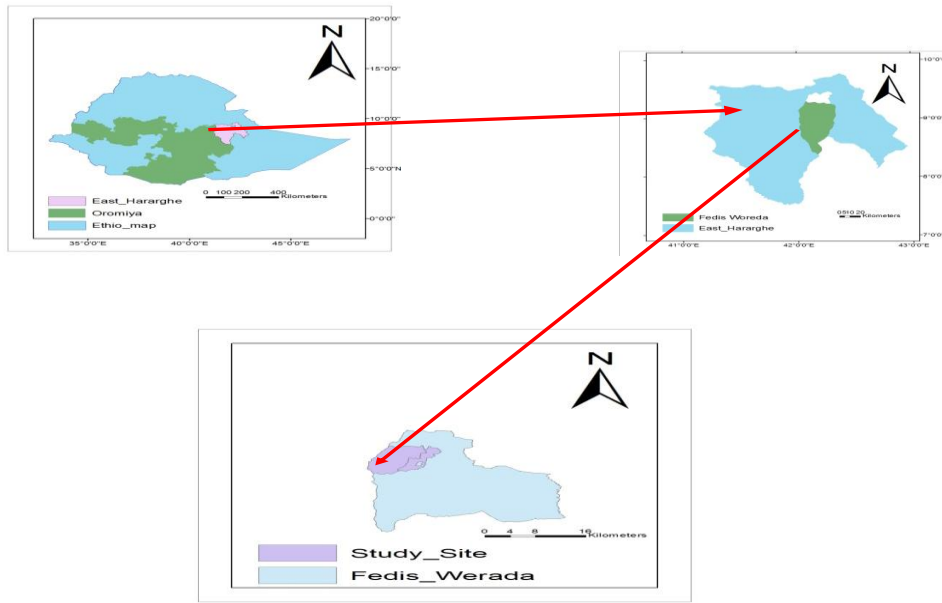 N
20°0'0"
15°0'0"
10°0'0"
5°0'0"N
0°0'0"
0 100 200 400
Kilometers
East_Hararghe
Oromiya
Ethio_map
35°0'0"E
40°0'0"E
45°0'0"E
N
10°0'0
9°0'0
8°0'0
7°0'0
0510 20
Kilometers
Fedis Woreda
East_Hararghe
41°0'0"E
42°0'0"E
43°0'0"E
N
0 4 8 16
Kilometers
Study_Site
Fedis_Werada